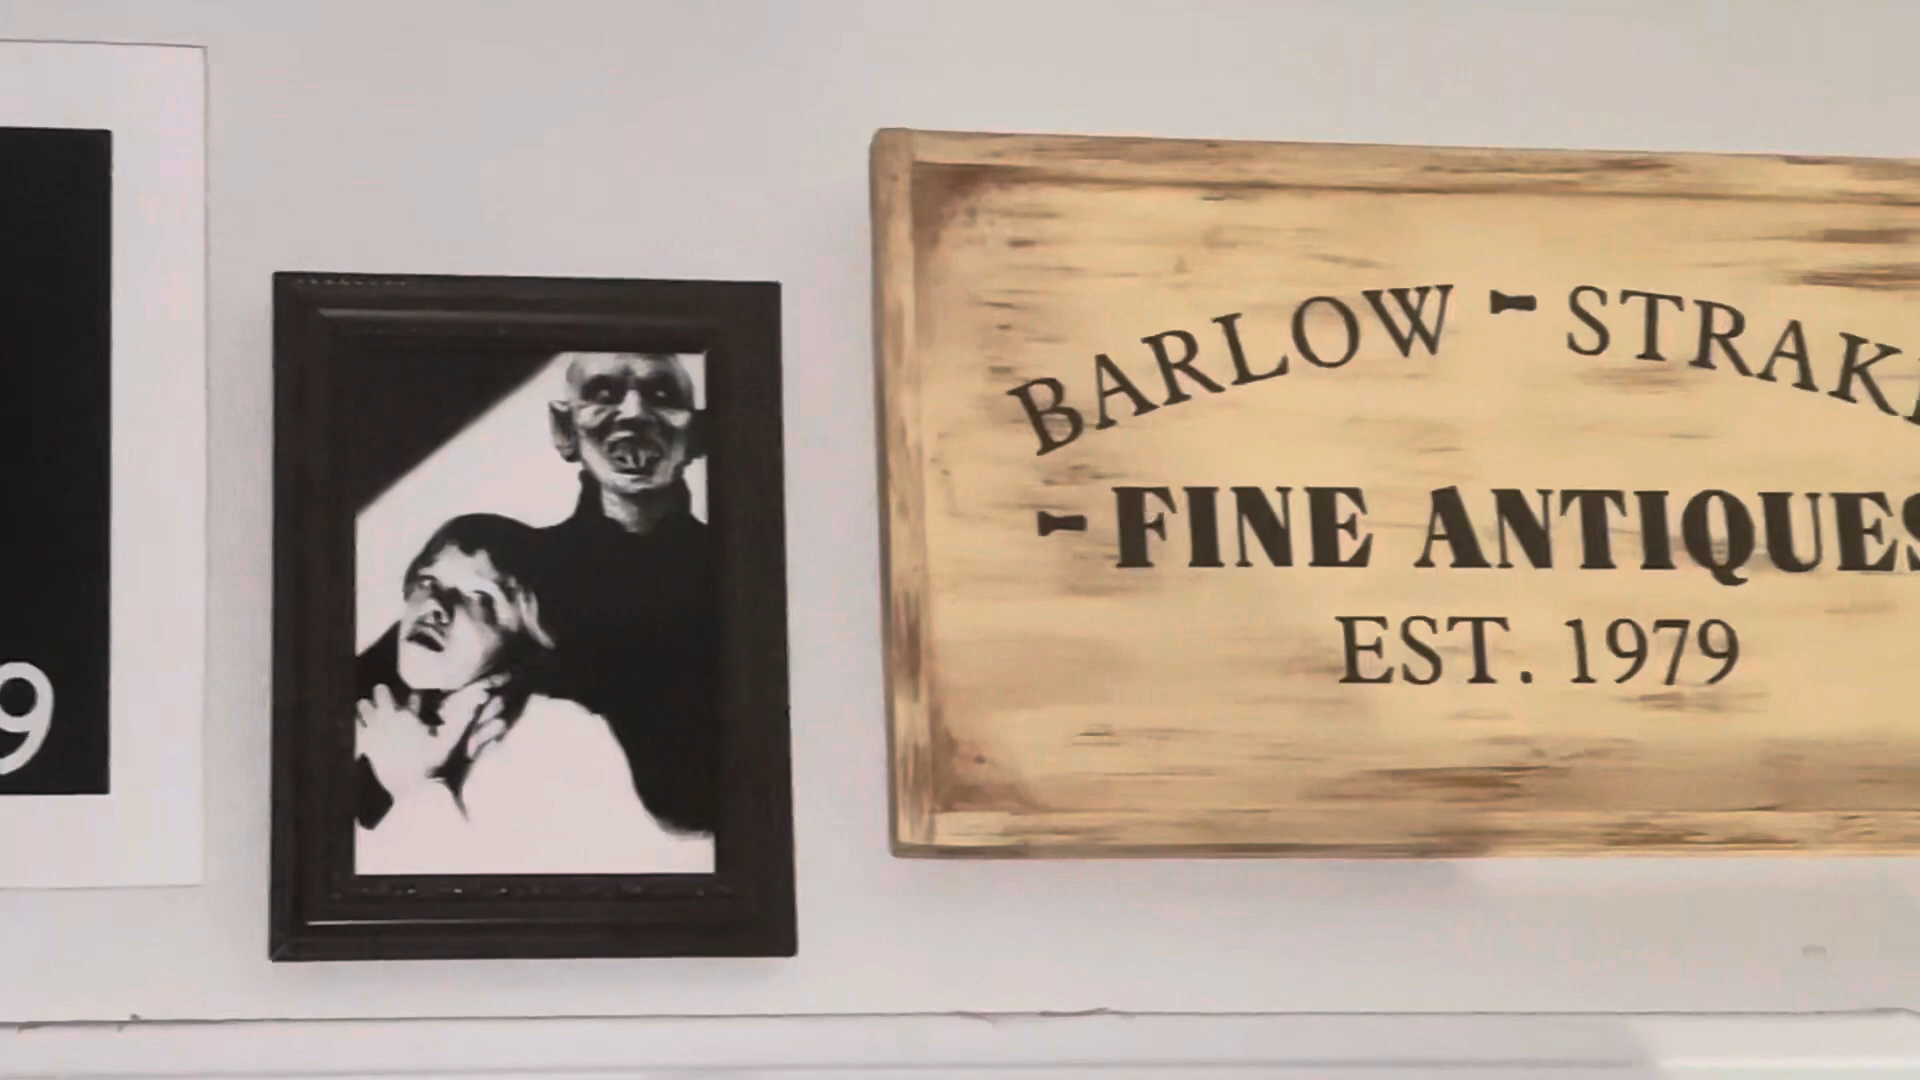 9
BARLOW - STRAK
- FINE ANTIQUES
EST. 1979